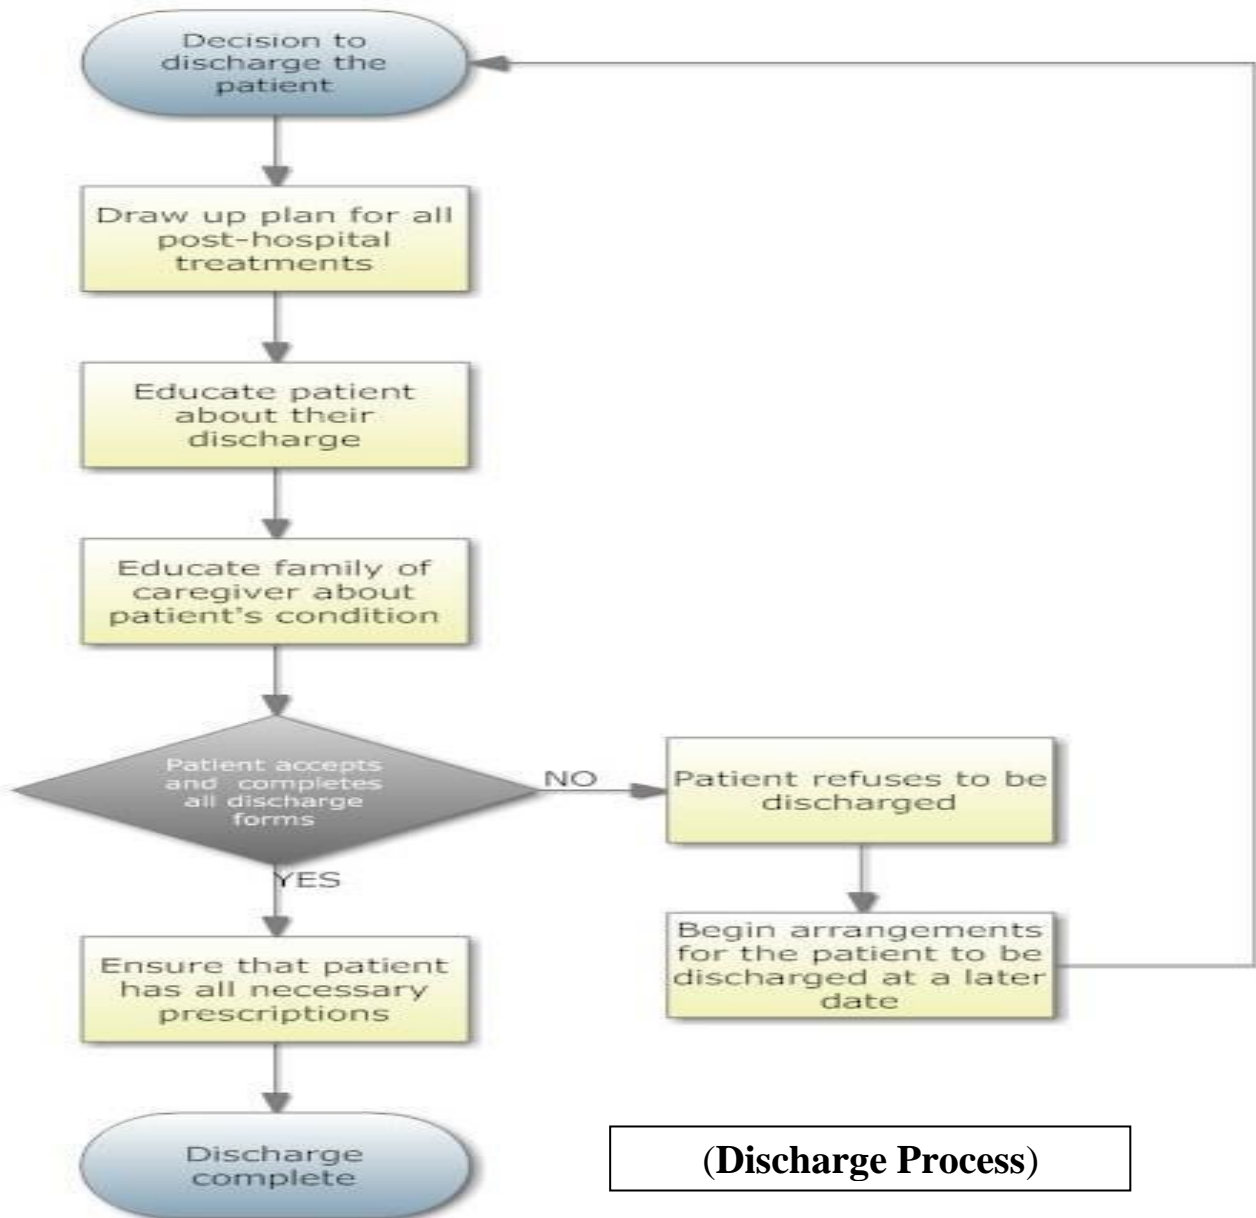 Decision to
discharge the
patient
Draw up plan for all
post-hospital
treatments
Educate patient
about their
discharge
Educate family of
caregiver about
patient's condition
Patient accepts
and completes
all discharge
forms
NO
Patient refuses to be
discharged
YES
Begin arrangements
for the patient to be
discharged at a later
date
Ensure that patient
has all necessary
prescriptions
Discharge
complete
(Discharge Process)